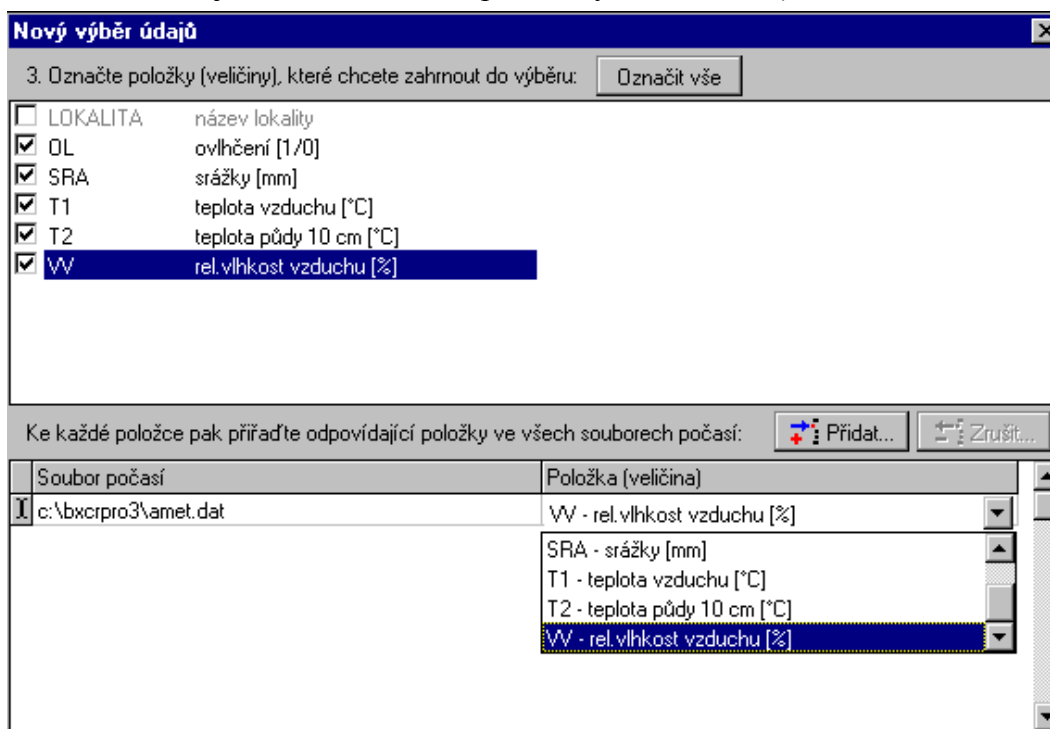 Nový výběr údajů
3. Označte položky (veličiny), které chcete zahrnout do výběru: Označit vše
LOKALITA název lokality
OL ovlhčení [1/0]
SRA srážky [mm]
T1 teplota vzduchu [°C]
T2 teplota půdy 10 cm [°C]
VV rel.vlhkost vzduchu [%]
Ke každé položce pak přiřaďte odpovídající položky ve všech souborech počasí: Přidat... Zrušit...
Soubor počasí Položka (veličina)
c:\bxcrpro3\amet.dat VV - rel.vlhkost vzduchu [%]
SRA - srážky [mm]
T1 - teplota vzduchu [°C]
T2 - teplota půdy 10 cm [°C]
VV - rel.vlhkost vzduchu [%]